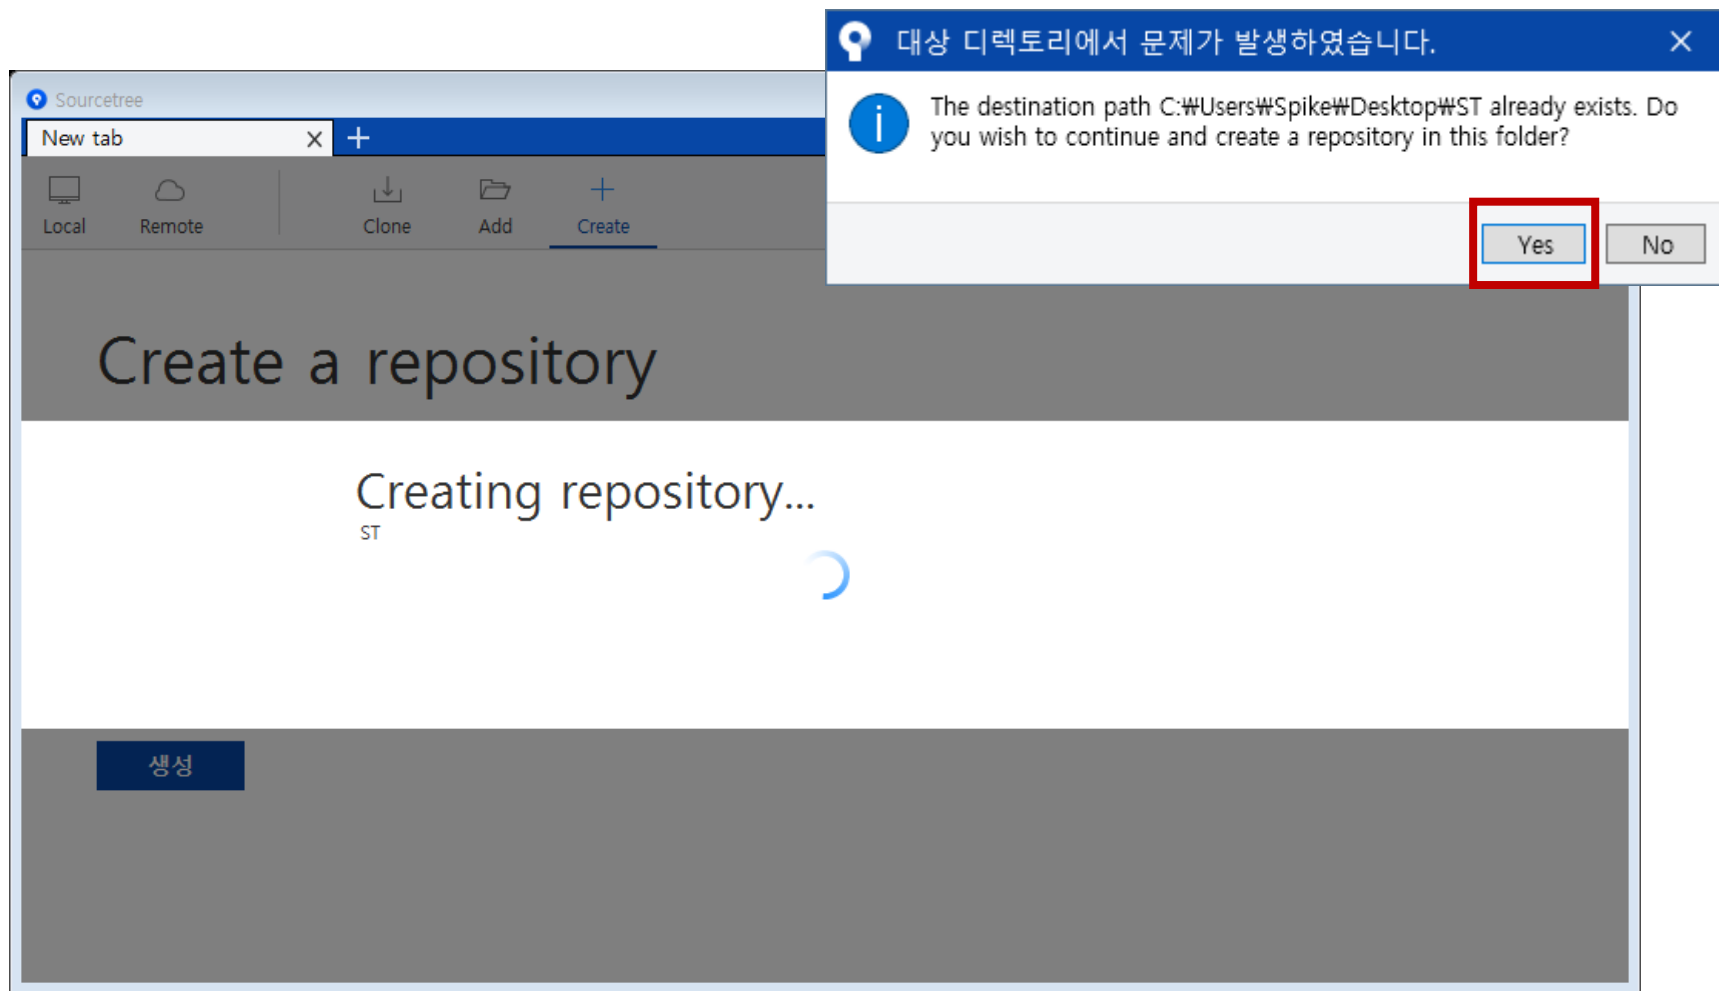 대상 디렉토리에서 문제가 발생하였습니다.
The destination path C:₩Users₩Spike₩Desktop₩ST already exists. Do
you wish to continue and create a repository in this folder?
Yes
No
Sourcetree
New tab
Local
Remote
Clone
Add
Create
Create a repository
Creating repository...
ST
생성